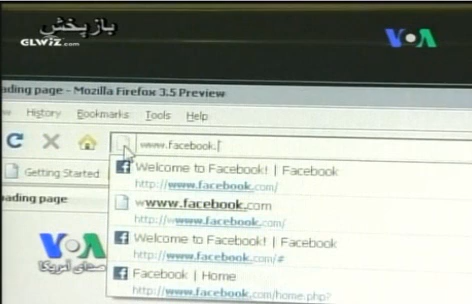 بازپخش
GLWiZ.com
VOA
ading page - Mozilla Firefox 3.5 Preview
w History Bookmarks Tools Help
www.facebook.
Getting Started
Welcome to Facebook! | Facebook
http://www.facebook.com/
oading page
www.facebook.com
http://www.facebook.com/
VOA
صدای آمریکا
Welcome to Facebook! | Facebook
http://www.facebook.com/#
Facebook | Home
http://www.facebook.com/home.php?